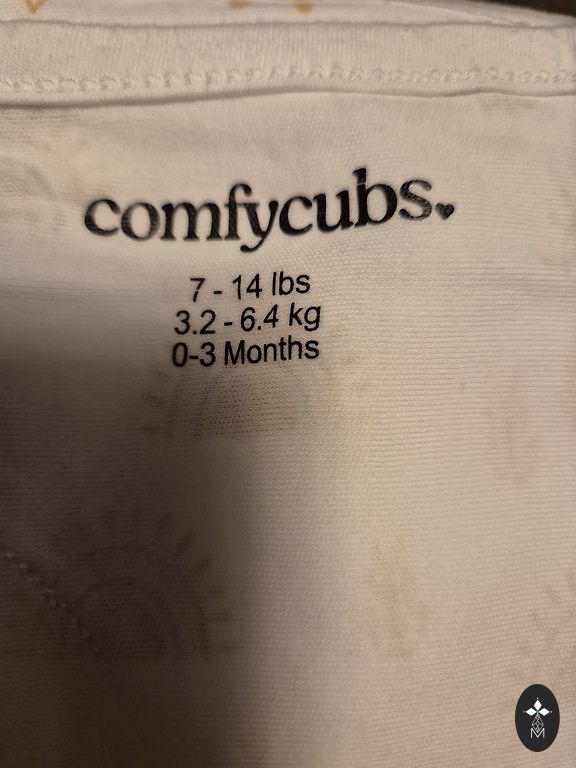 comfycubs.
7 - 14 lbs
3.2 - 6.4 kg
0-3 Months
M